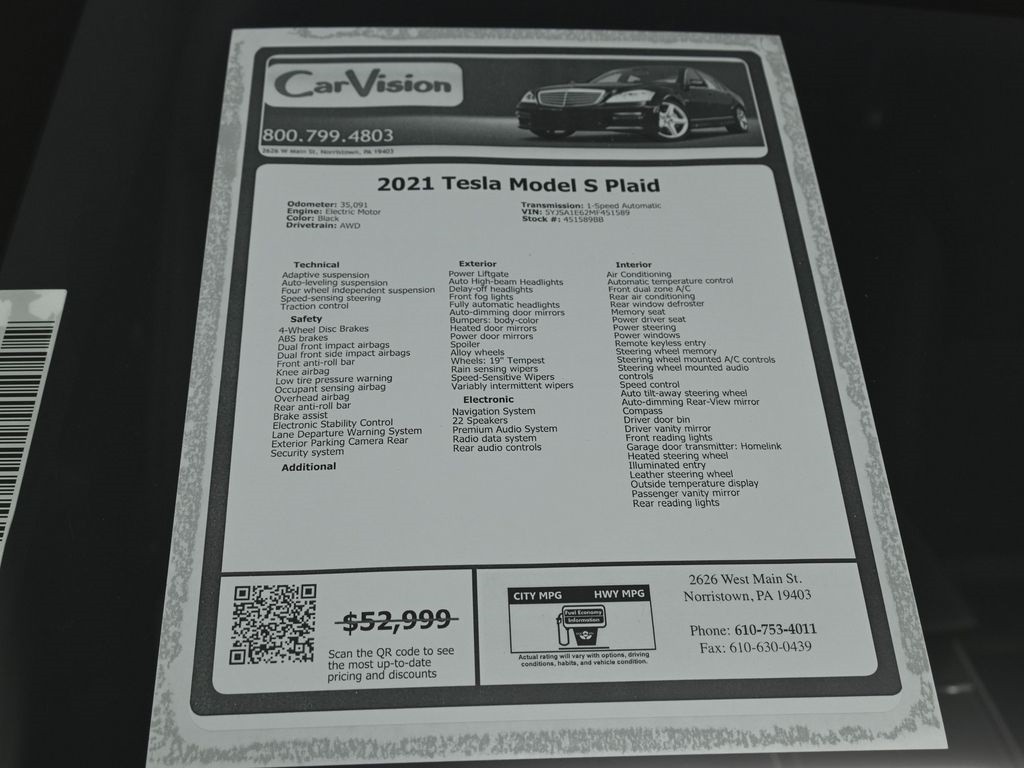 CarVision
800.799.4803
2626 W Main St, Norristown, PA 19403
2021 Tesla Model S Plaid
Odometer: 35,091
Engine: Electric Motor
Color: Black
Drivetrain: AWD
Transmission: 1-Speed Automatic
VIN: 5YJSA1E62MF451589
Stock #: 451589BB
Technical
Adaptive suspension
Auto-leveling suspension
Four wheel independent suspension
Speed-sensing steering
Traction control
Safety
4-Wheel Disc Brakes
ABS brakes
Dual front impact airbags
Dual front side impact airbags
Front anti-roll bar
Knee airbag
Low tire pressure warning
Occupant sensing airbag
Overhead airbag
Rear anti-roll bar
Brake assist
Electronic Stability Control
Lane Departure Warning System
Exterior Parking Camera Rear
Security system
Additional
Exterior
Power Liftgate
Auto High-beam Headlights
Delay-off headlights
Front fog lights
Fully automatic headlights
Auto-dimming door mirrors
Bumpers: body-color
Heated door mirrors
Power door mirrors
Spoiler
Alloy wheels
Wheels: 19" Tempest
Rain sensing wipers
Speed-Sensitive Wipers
Variably intermittent wipers
Electronic
Navigation System
22 Speakers
Premium Audio System
Radio data system
Rear audio controls
Interior
Air Conditioning
Automatic temperature control
Front dual zone A/C
Rear air conditioning
Rear window defroster
Memory seat
Power driver seat
Power steering
Power windows
Remote keyless entry
Steering wheel memory
Steering wheel mounted A/C controls
Steering wheel mounted audio
controls
Speed control
Auto tilt-away steering wheel
Auto-dimming Rear-View mirror
Compass
Driver door bin
Driver vanity mirror
Front reading lights
Garage door transmitter: Homelink
Heated steering wheel
Illuminated entry
Leather steering wheel
Outside temperature display
Passenger vanity mirror
Rear reading lights
$52,999
Scan the QR code to see
the most up-to-date
pricing and discounts
CITY MPG HWY MPG
Fuel Economy
Information
Actual rating will vary with options, driving
conditions, habits, and vehicle condition.
2626 West Main St.
Norristown, PA 19403
Phone: 610-753-4011
Fax: 610-630-0439